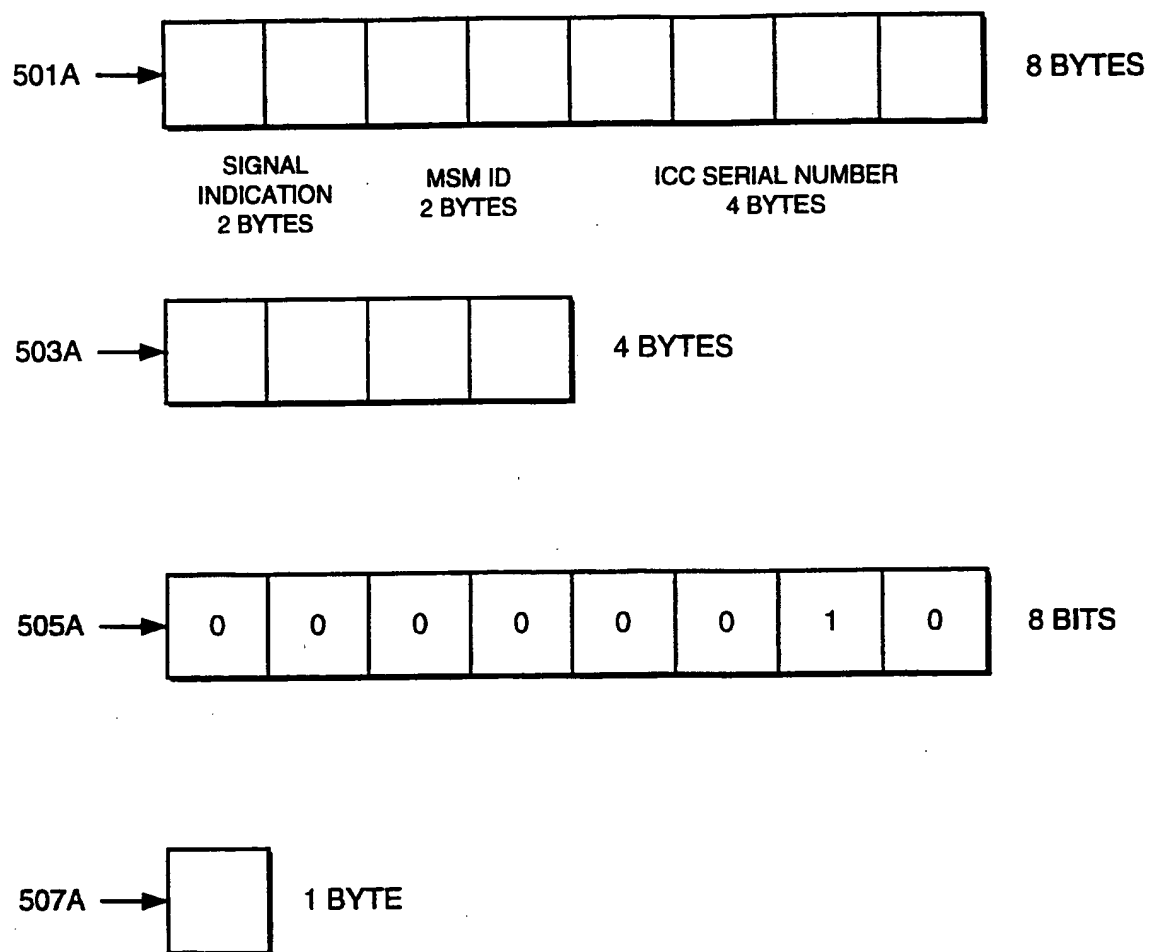 501A
8 BYTES
SIGNAL
INDICATION
2 BYTES
MSM ID
2 BYTES
ICC SERIAL NUMBER
4 BYTES
503A
4 BYTES
505A
0 0 0 0 0 0 1 0
8 BITS
507A
1 BYTE